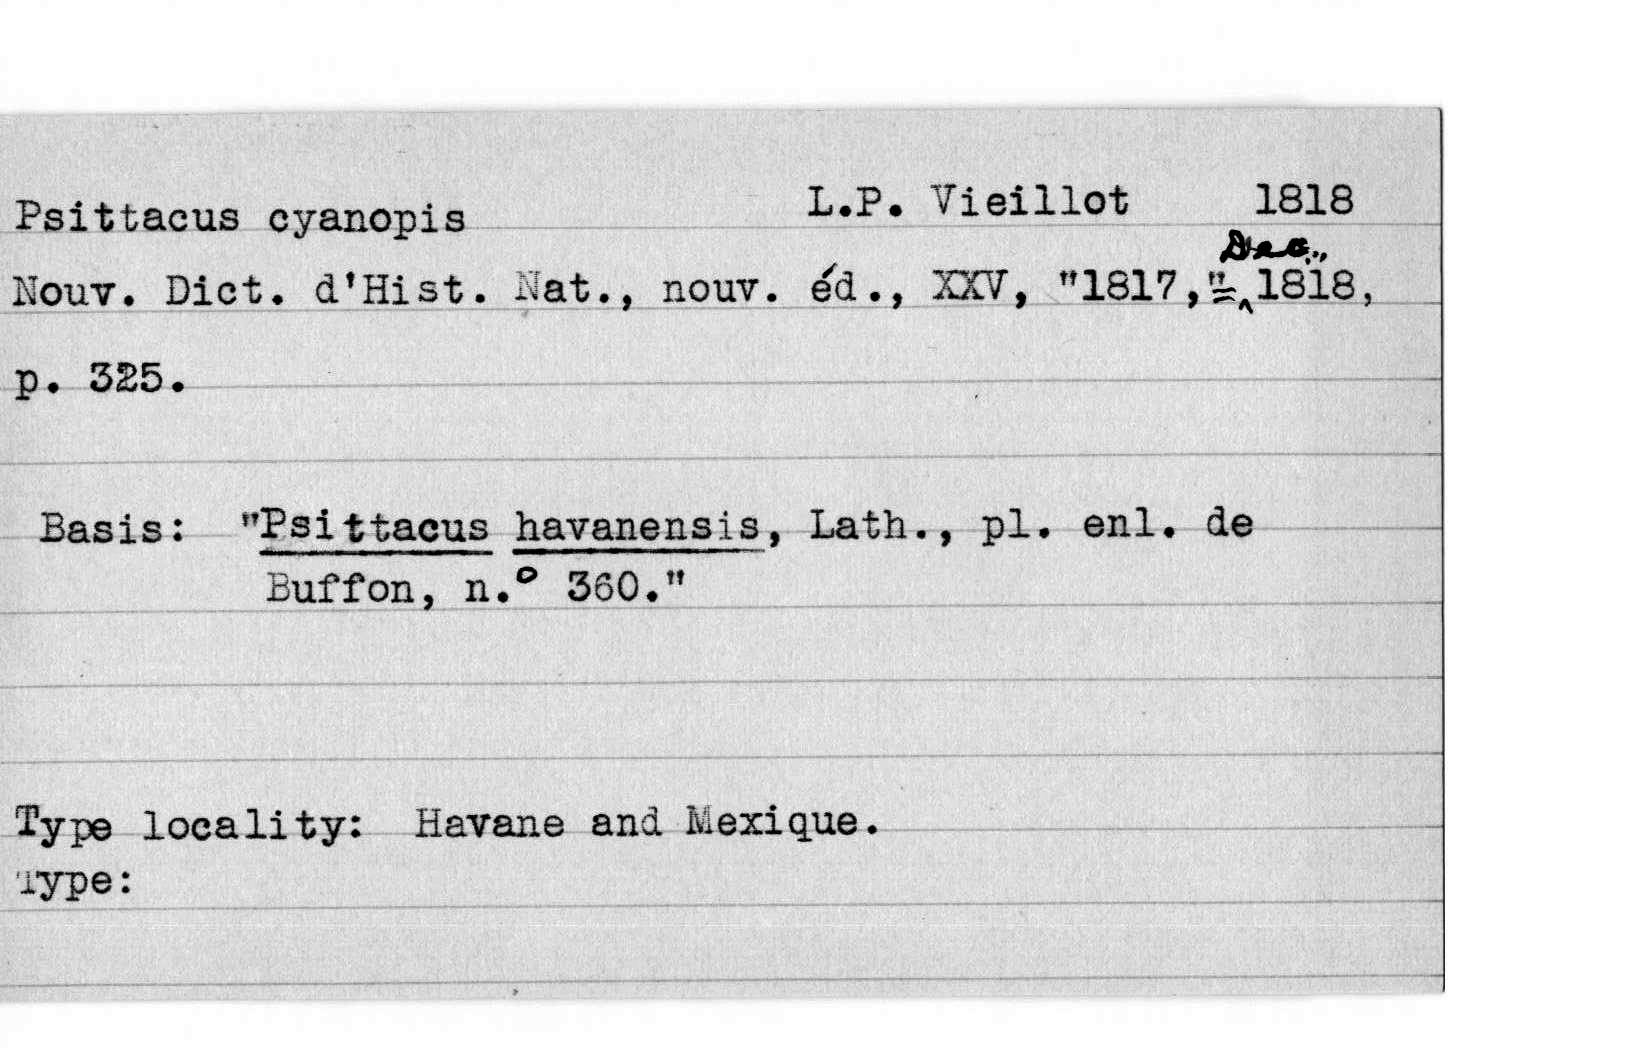 Psittacus cyanopis L.P. Vieillot 1818
Nouv. Dict. d'Hist. Nat., nouv. éd., XXV, "1817,"= Dec., 1818,
p. 325.
Basis: "Psittacus havanensis, Lath., pl. enl. de
Buffon, n.º 360."
Type locality: Havane and Mexique.
Type: